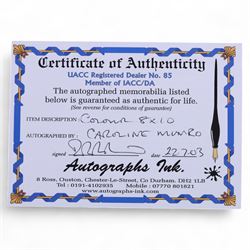 Certificate of Authenticity
UACC Registered Dealer No. 85
Member of IACC/DA
The autographed memorabilia listed
below is guaranteed as authentic for life.
(See reverse for conditions of guarantee)
ITEM DESCRIPTION: COLOUR 8X10
AUTOGRAPHED BY: CAROLINE MUNRO
signed date 22.7.03
Autographs Ink.
8 Rosewood, Ouston, Chester-Le-Street, Co Durham. DH2 1LB
Tel : 0191-4102935 Mobile : 07770 801821
www.autographs-ink.com